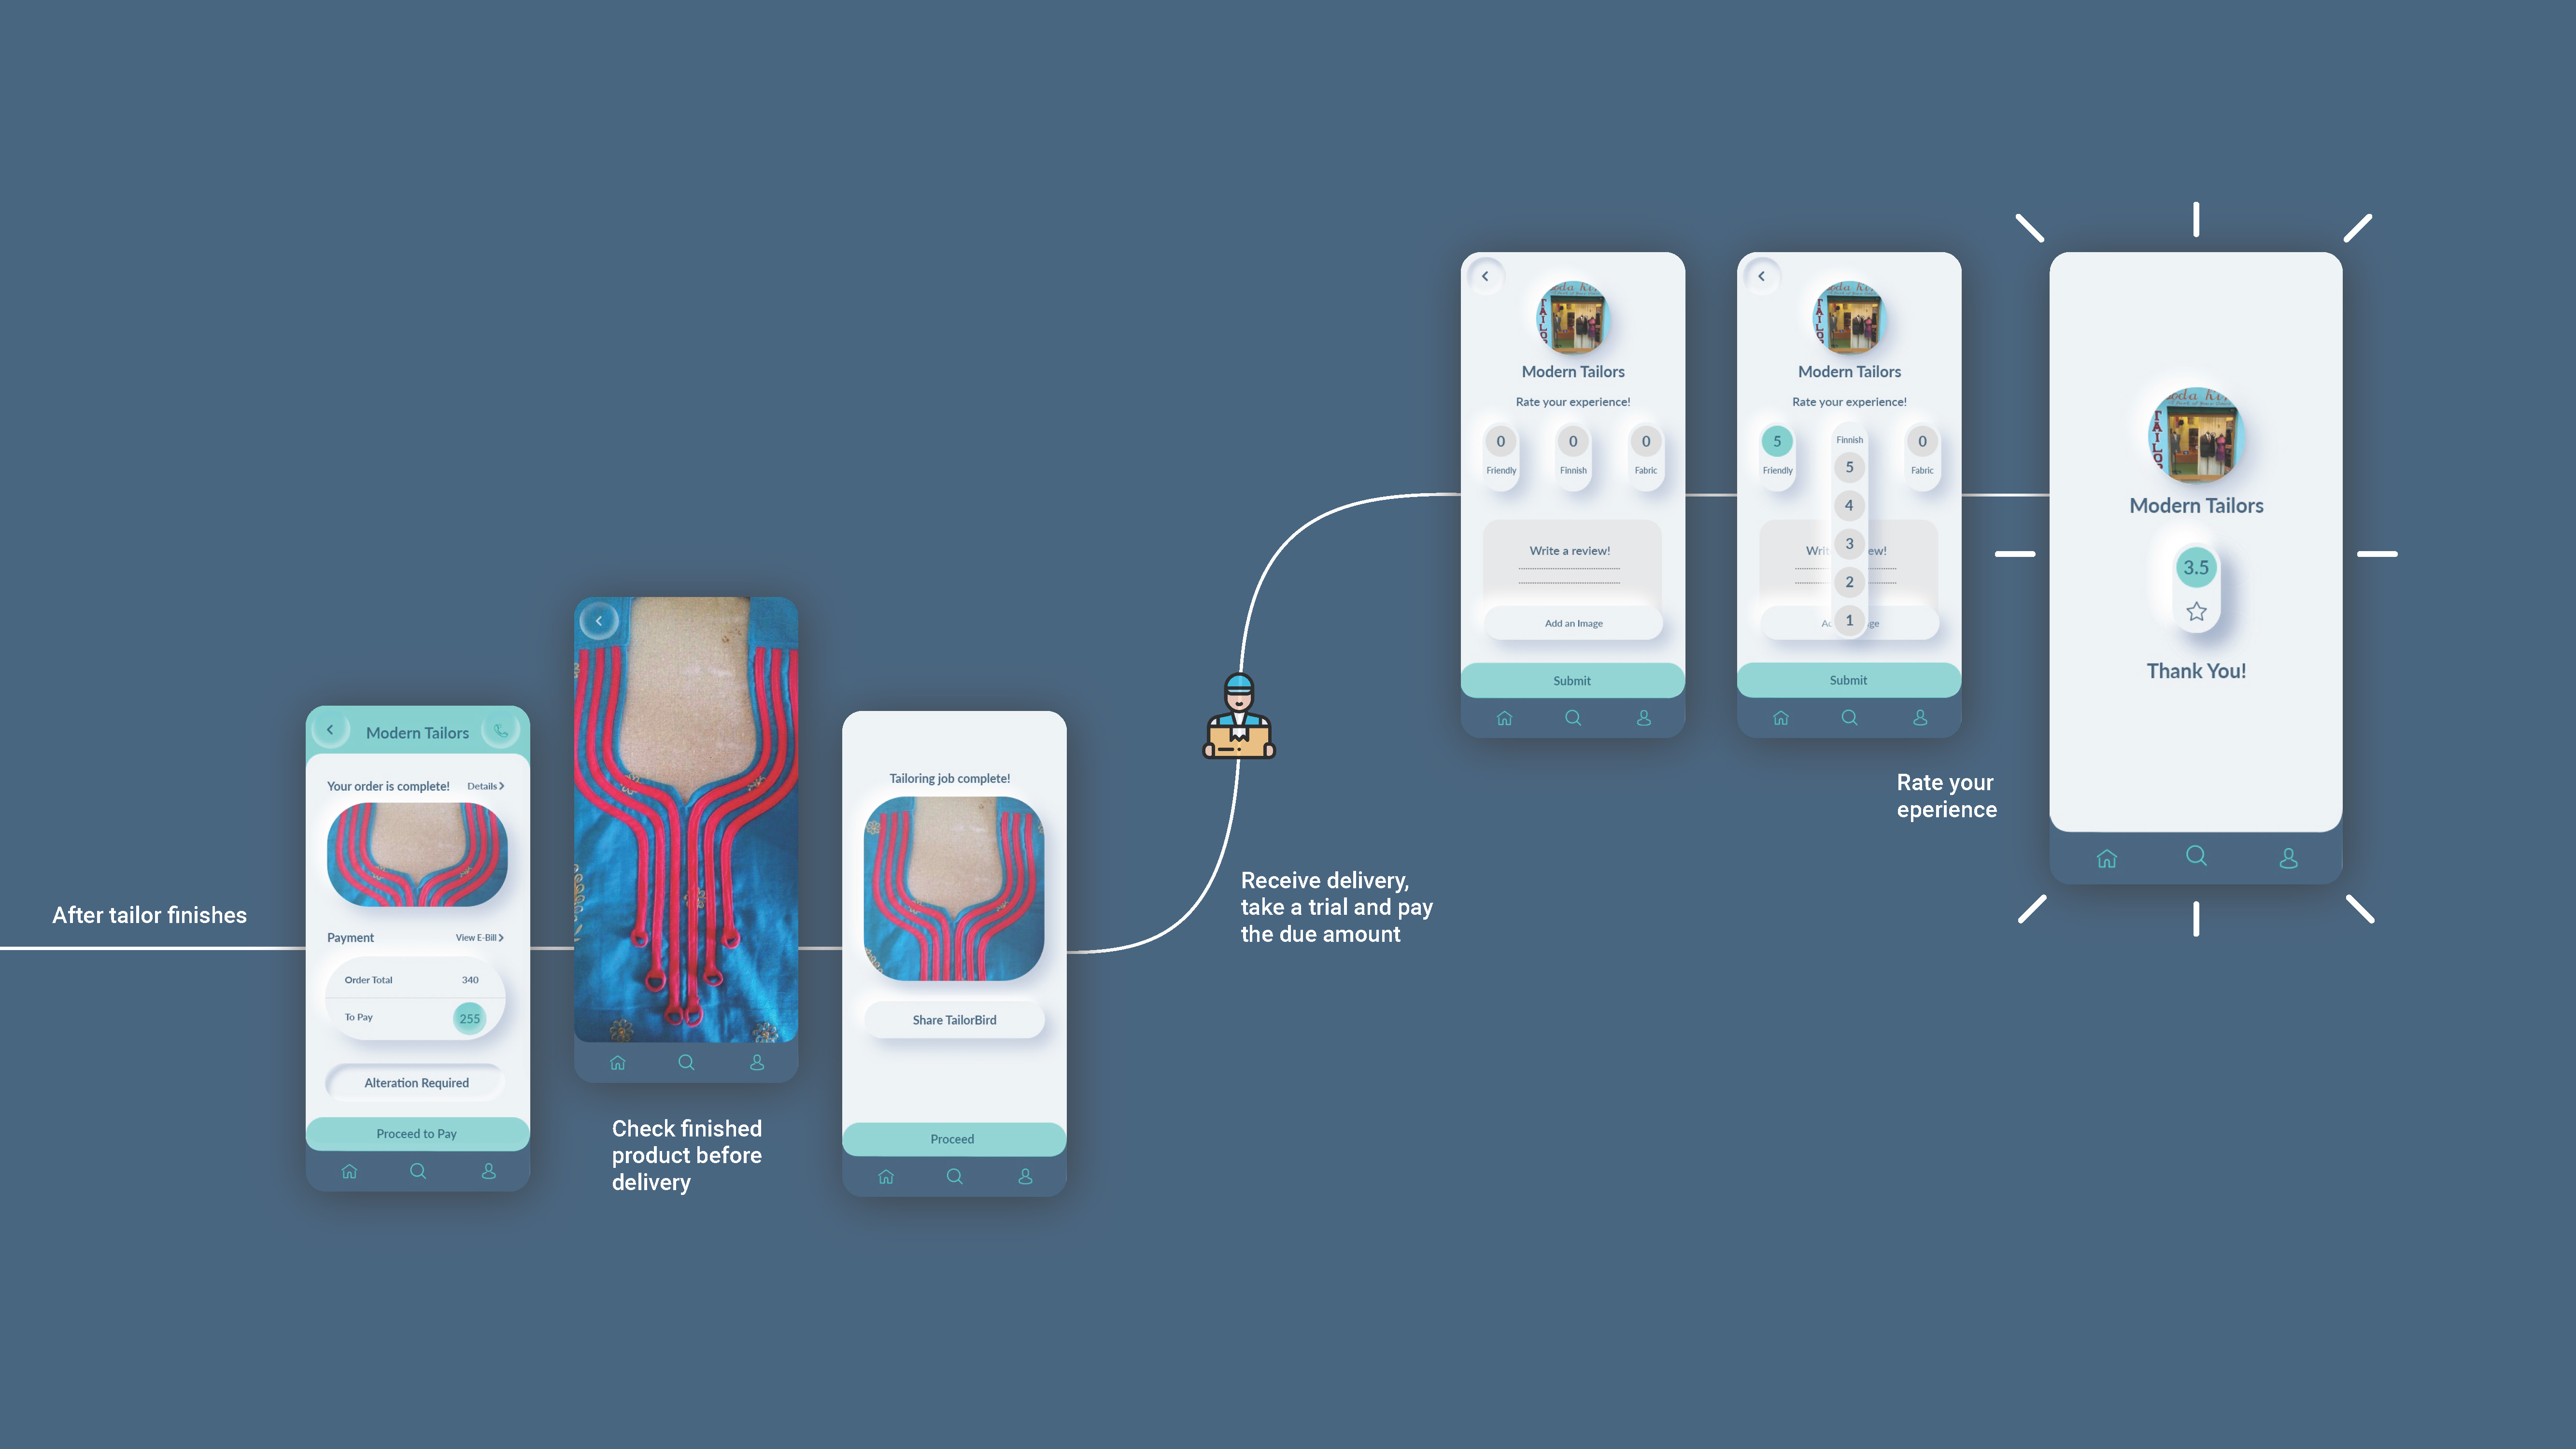 After tailor finishes
Modern Tailors
Your order is complete!
Details
Payment
View E-Bill
Order Total 340
To Pay 255
Alteration Required
Proceed to Pay
Check finished
product before
delivery
Tailoring job complete!
Share TailorBird
Proceed
Receive delivery,
take a trial and pay
the due amount
TAILO
Modern Tailors
Rate your experience!
0 0 0
Friendly Finnish Fabric
Write a review!
Add an Image
Submit
TAILO
Modern Tailors
Rate your experience!
5 Finnish 0
Friendly Fabric
5
4
3
2
1
Submit
Rate your
eperience
TAILOR
Modern Tailors
3.5
Thank You!